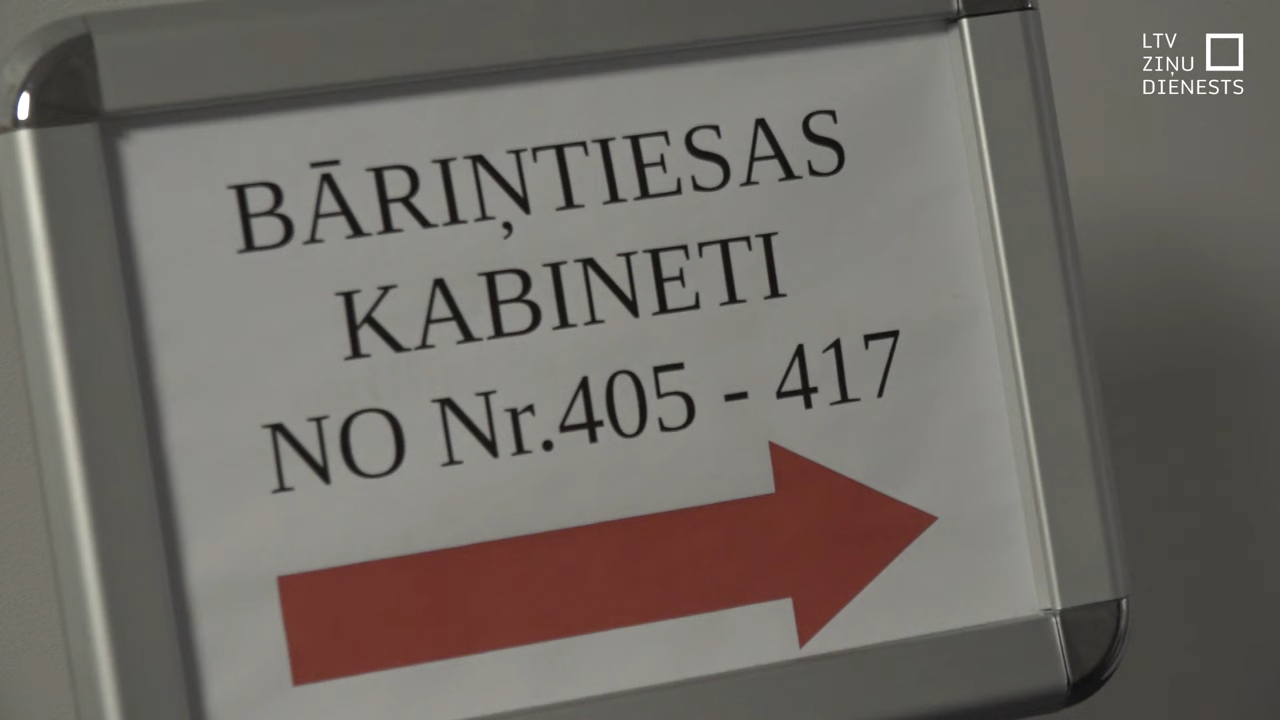 LTV
ZIŅU
DIENESTS
BĀRIŅTIESAS
KABINETI
NO Nr.405 - 417